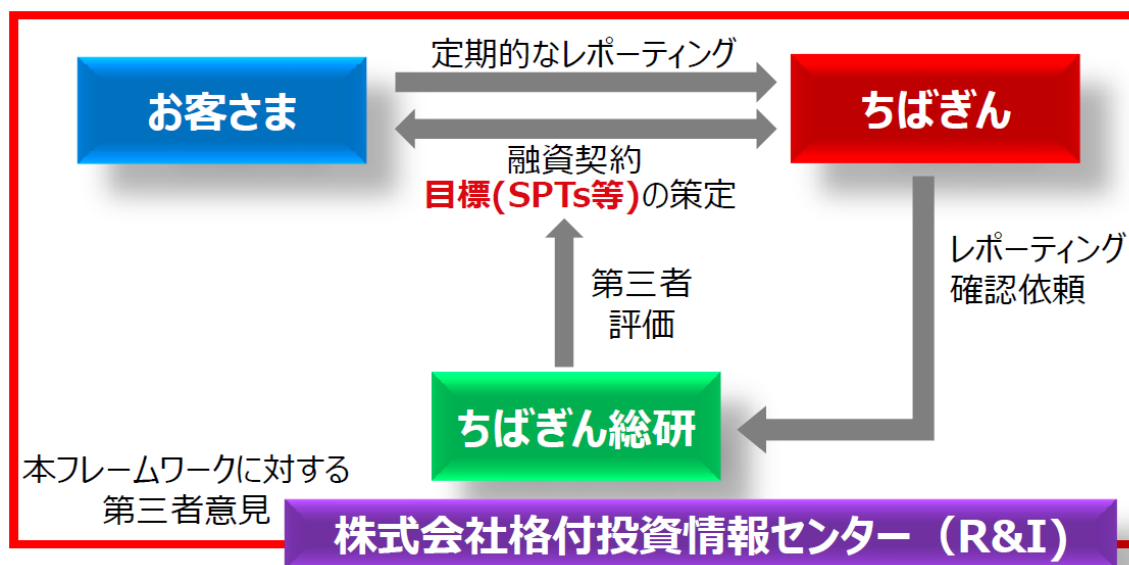 定期的なレポーティング
お客さま
ちばぎん
融資契約
目標(SPTs等)の策定
レポーティング
確認依頼
第三者
評価
ちばぎん総研
本フレームワークに対する
第三者意見
株式会社格付投資情報センター（R&I）